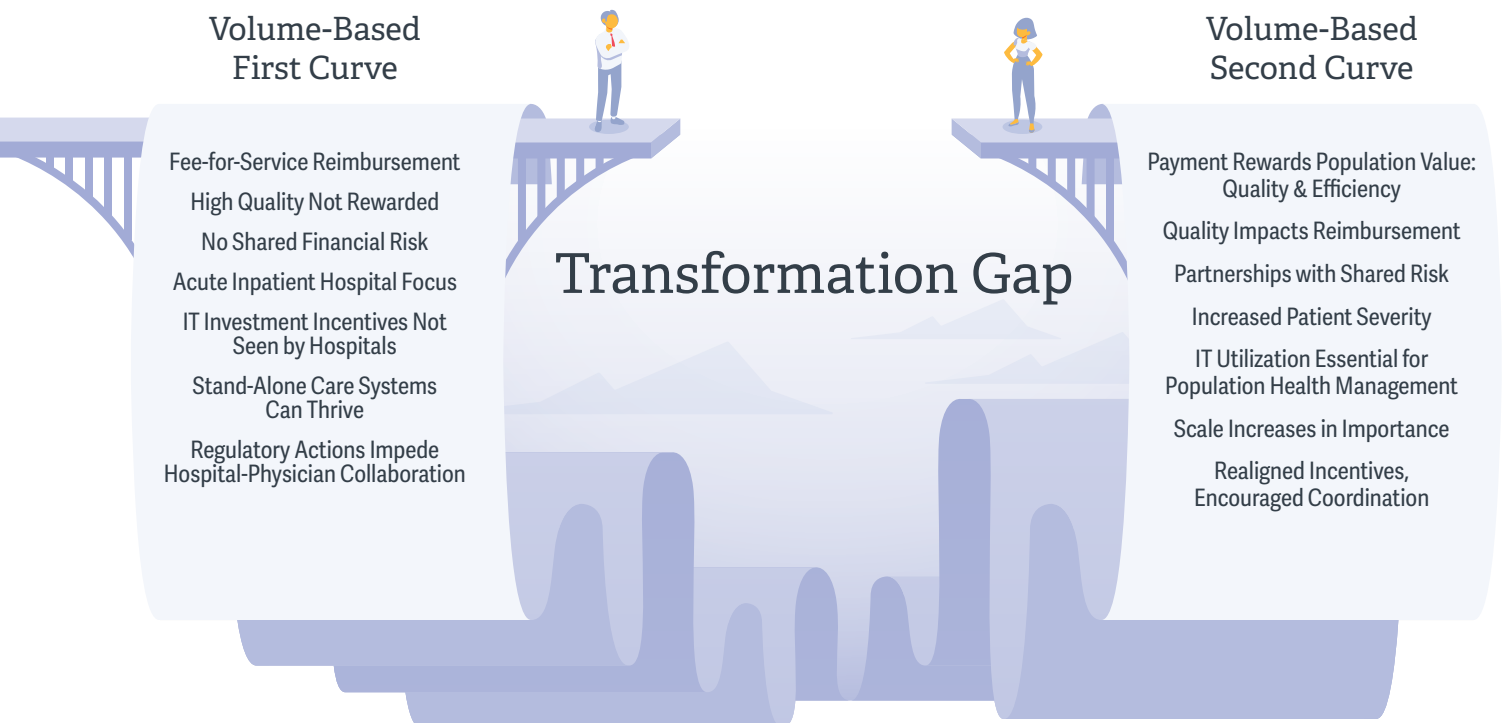 Volume-Based
First Curve
Fee-for-Service Reimbursement
High Quality Not Rewarded
No Shared Financial Risk
Acute Inpatient Hospital Focus
IT Investment Incentives Not
Seen by Hospitals
Stand-Alone Care Systems
Can Thrive
Regulatory Actions Impede
Hospital-Physician Collaboration
Transformation Gap
Volume-Based
Second Curve
Payment Rewards Population Value:
Quality & Efficiency
Quality Impacts Reimbursement
Partnerships with Shared Risk
Increased Patient Severity
IT Utilization Essential for
Population Health Management
Scale Increases in Importance
Realigned Incentives,
Encouraged Coordination